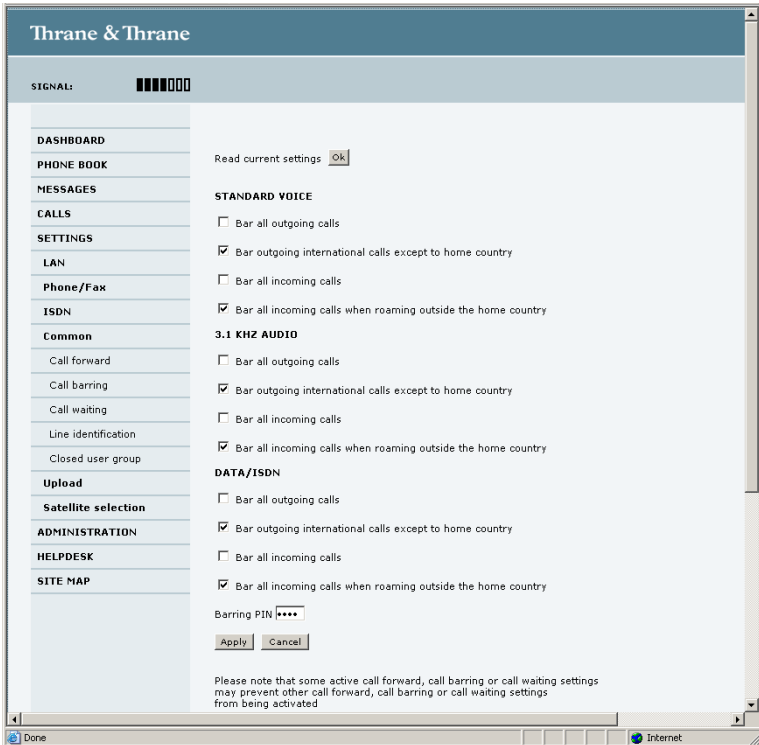 Thrane & Thrane
SIGNAL:
DASHBOARD
PHONE BOOK
MESSAGES
CALLS
SETTINGS
LAN
Phone/Fax
ISDN
Common
Call forward
Call barring
Call waiting
Line identification
Closed user group
Upload
Satellite selection
ADMINISTRATION
HELPDESK
SITE MAP
Read current settings Ok
STANDARD VOICE
Bar all outgoing calls
Bar outgoing international calls except to home country
Bar all incoming calls
Bar all incoming calls when roaming outside the home country
3.1 KHZ AUDIO
Bar all outgoing calls
Bar outgoing international calls except to home country
Bar all incoming calls
Bar all incoming calls when roaming outside the home country
DATA/ISDN
Bar all outgoing calls
Bar outgoing international calls except to home country
Bar all incoming calls
Bar all incoming calls when roaming outside the home country
Barring PIN ••••
Apply Cancel
Please note that some active call forward, call barring or call waiting settings
may prevent other call forward, call barring or call waiting settings
from being activated
Done
Internet